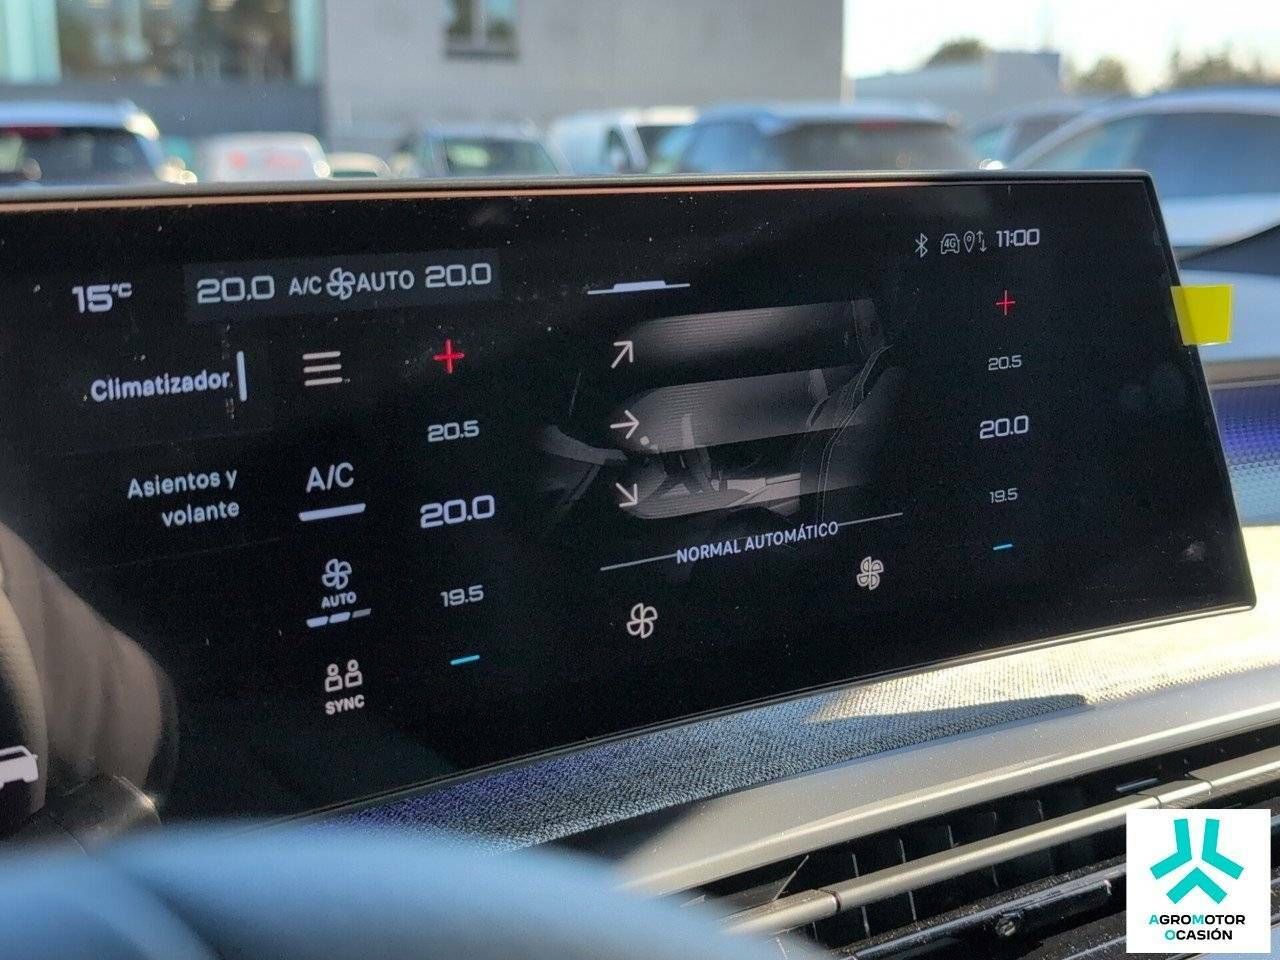 15°C
20.0 A/C AUTO 20.0
4G 11:00
Climatizador
Asientos y
volante
A/C
AUTO
SYNC
20.5
20.0
19.5
NORMAL AUTOMÁTICO
20.5
20.0
19.5
AGROMOTOR
OCASIÓN